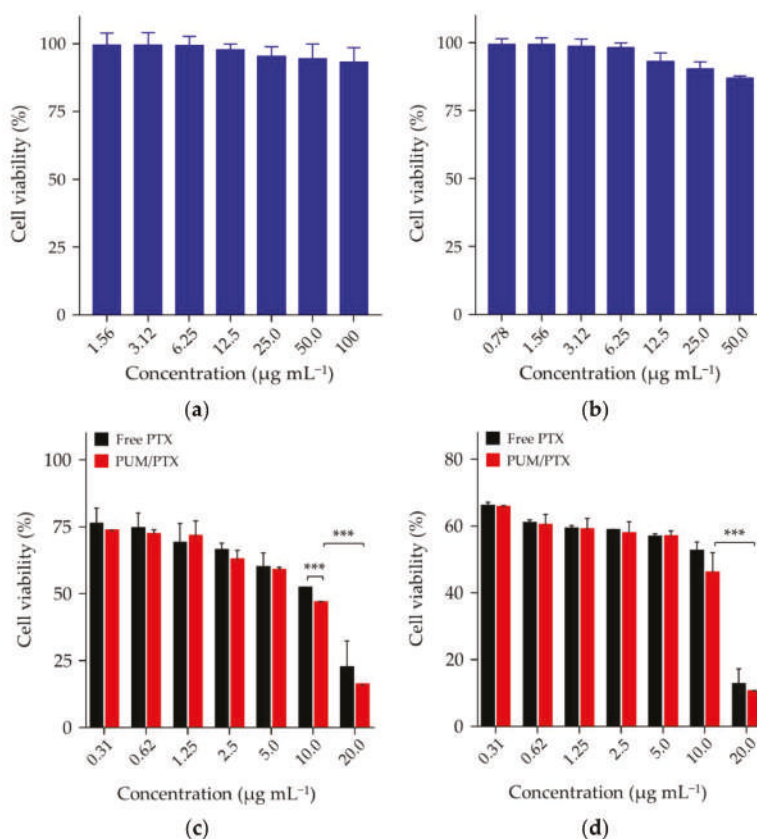 100
75
50
25
0
Cell viability (%)
1.56 3.12 6.25 12.5 25.0 50.0 100
Concentration (µg mL⁻¹)
(a)
100
75
50
25
0
Cell viability (%)
0.78 1.56 3.12 6.25 12.5 25.0 50.0
Concentration (µg mL⁻¹)
(b)
Free PTX
PUM/PTX
100
75
50
25
0
Cell viability (%)
***
***
0.31 0.62 1.25 2.5 5.0 10.0 20.0
Concentration (µg mL⁻¹)
(c)
Free PTX
PUM/PTX
80
60
40
20
0
Cell viability (%)
***
0.31 0.62 1.25 2.5 5.0 10.0 20.0
Concentration (µg mL⁻¹)
(d)